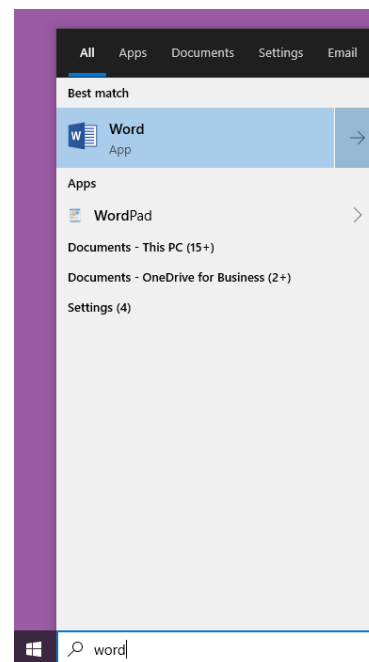 All Apps Documents Settings Email
Best match
Word
App
Apps
WordPad
Documents - This PC (15+)
Documents - OneDrive for Business (2+)
Settings (4)
word